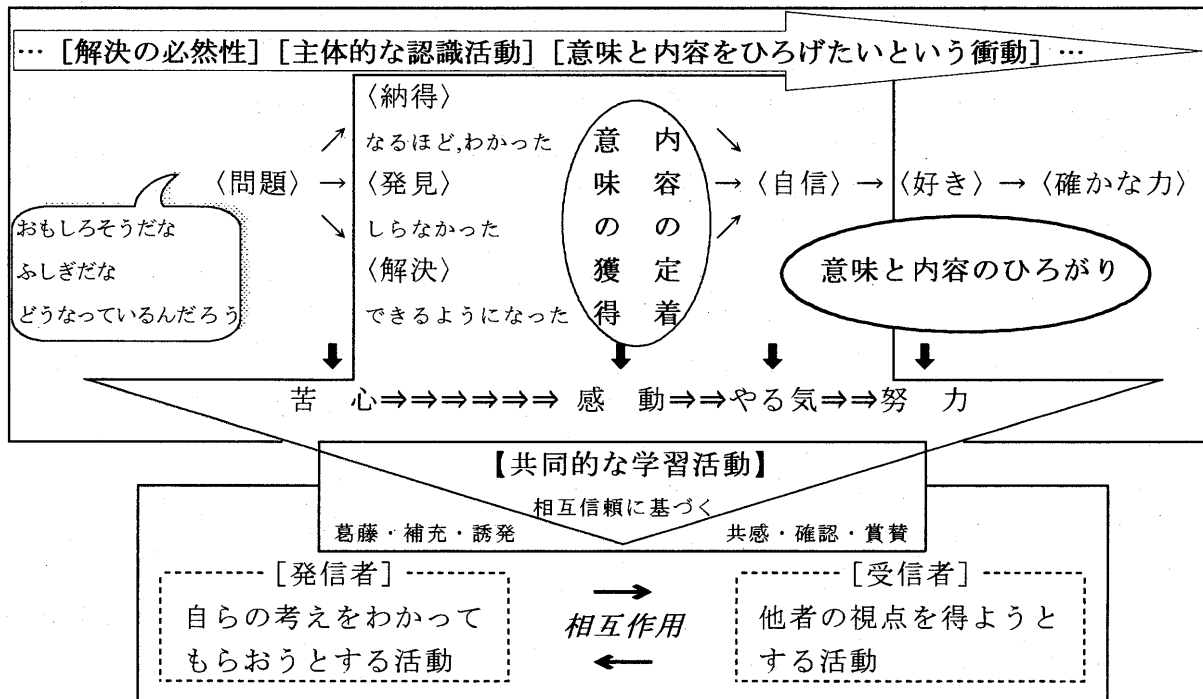 … [解決の必然性] [主体的な認識活動] [意味と内容をひろげたいという衝動] …
〈納得〉
なるほど,わかった
〈問題〉→〈発見〉
しらなかった
〈解決〉
できるようになった
意味の獲得
内容の定着
→〈自信〉→〈好き〉→〈確かな力〉
おもしろそうだな
ふしぎだな
どうなっているんだろう
意味と内容のひろがり
苦 心⇒⇒⇒⇒⇒⇒感 動⇒⇒やる気⇒⇒努 力
【共同的な学習活動】
相互信頼に基づく
葛藤・補充・誘発
共感・確認・賞賛
[発信者]
自らの考えをわかって
もらおうとする活動
相互作用
[受信者]
他者の視点を得ようと
する活動